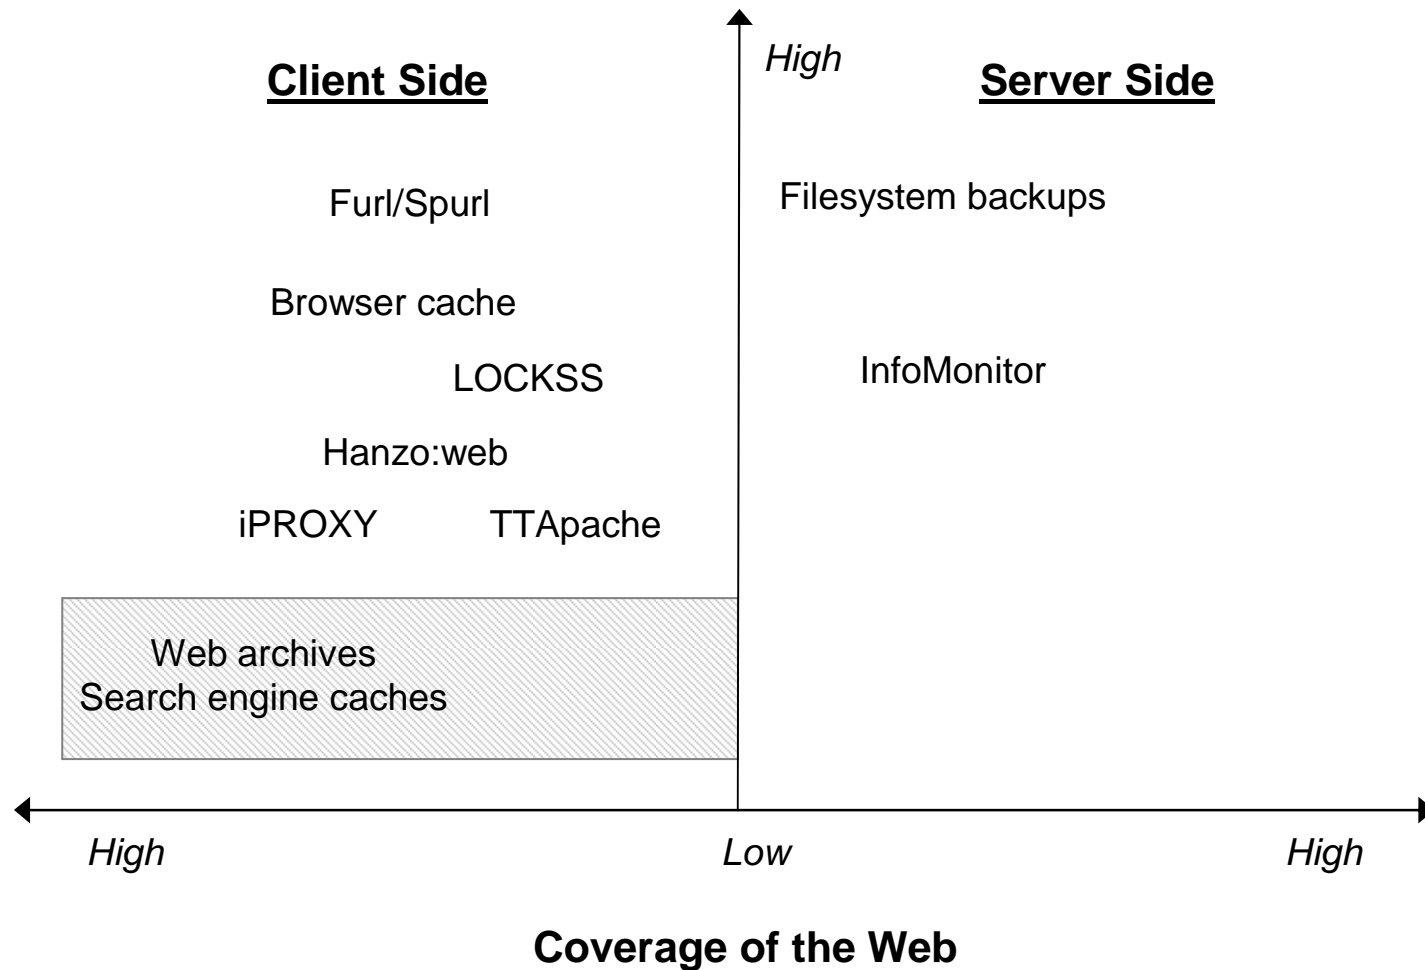 High
Client Side
Server Side
Furl/Spurl
Filesystem backups
Browser cache
LOCKSS
InfoMonitor
Hanzo:web
iPROXY
TTApache
Web archives
Search engine caches
High
Low
High
Coverage of the Web